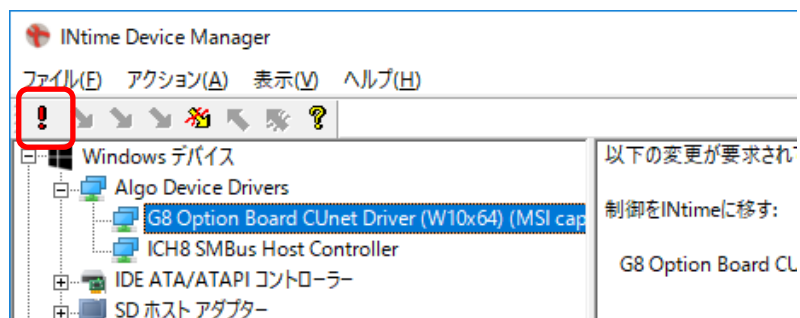 INtime Device Manager
ファイル(F) アクション(A) 表示(V) ヘルプ(H)
Windows デバイス
Algo Device Drivers
G8 Option Board CUnet Driver (W10x64) (MSI cap
ICH8 SMBus Host Controller
IDE ATA/ATAPI コントローラー
SD ホスト アダプター
以下の変更が要求され
制御をINtimeに移す:
G8 Option Board CU